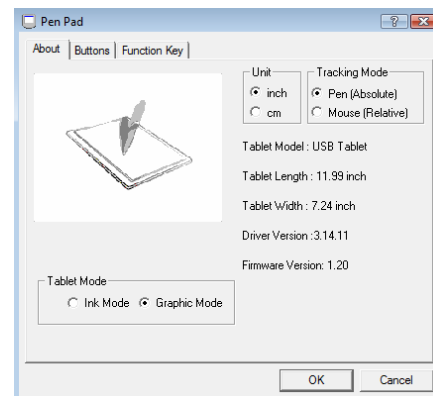 Pen Pad
About Buttons Function Key
Unit
inch
cm
Tracking Mode
Pen (Absolute)
Mouse (Relative)
Tablet Model : USB Tablet
Tablet Length : 11.99 inch
Tablet Width : 7.24 inch
Driver Version :3.14.11
Firmware Version: 1.20
Tablet Mode
Ink Mode Graphic Mode
OK Cancel